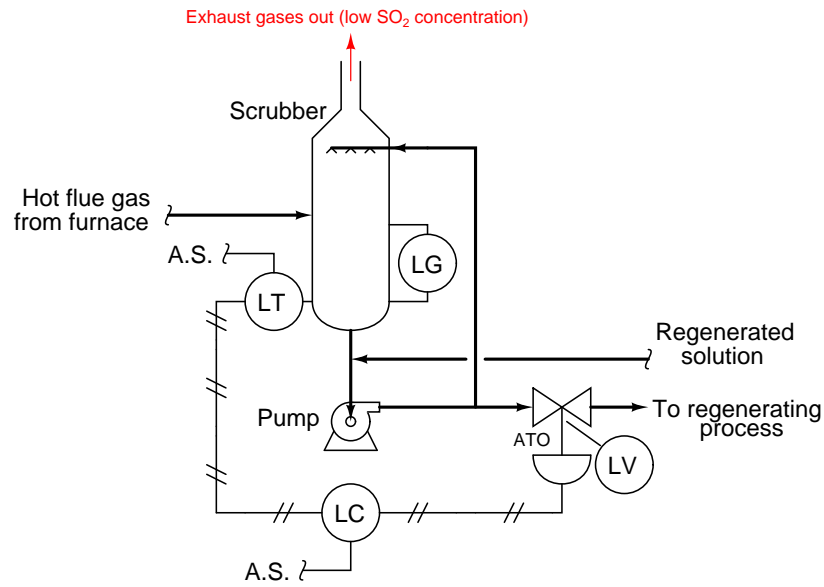 Exhaust gases out (low SO₂ concentration)
Scrubber
Hot flue gas
from furnace
A.S.
LG
LT
Regenerated
solution
Pump
To regenerating
process
ATO
LV
LC
A.S.